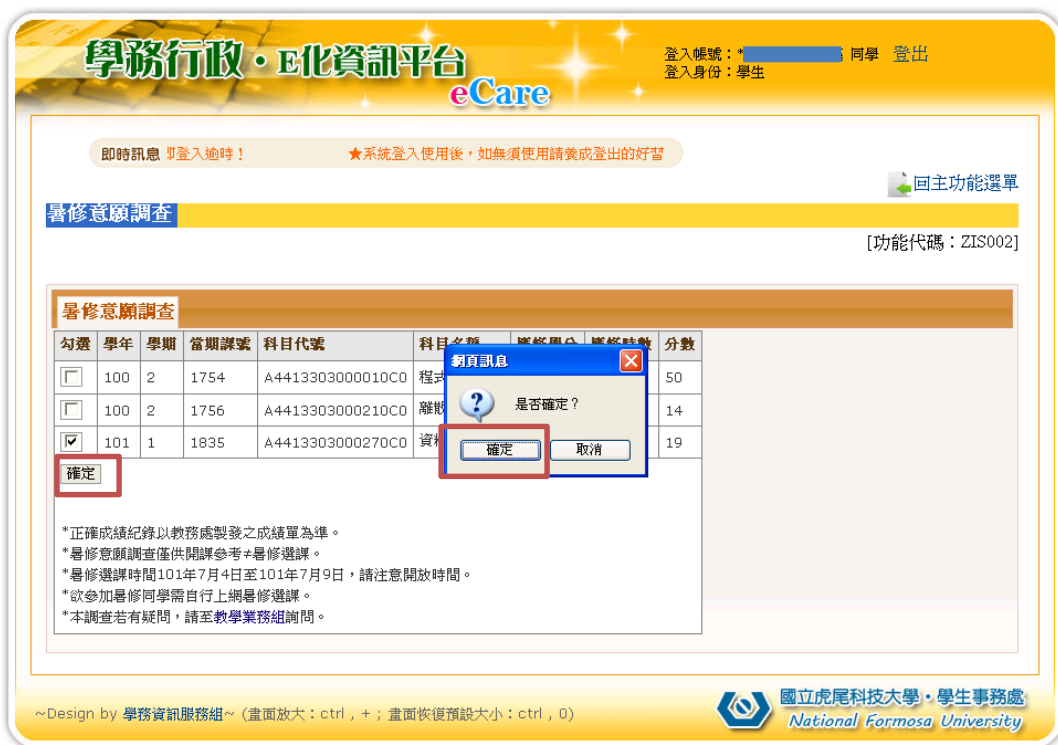 學務行政・E化資訊平台
eCare
登入帳號：* 同學 登出
登入身份：學生
即時訊息 登入逾時！ ★系統登入使用後，如無須使用請養成登出的好習
回主功能選單
暑修意願調查
[功能代碼：ZIS002]
暑修意願調查
勾選 學年 學期 當期課號 科目代號 科目名稱 應修學分 應修時數 分數
100 2 1754 A4413303000010C0 程式 50
100 2 1756 A4413303000210C0 離散 14
101 1 1835 A4413303000270C0 資料 19
網頁訊息
是否確定？
確定 取消
確定
*正確成績紀錄以教務處製發之成績單為準。
*暑修意願調查僅供開課參考≠暑修選課。
*暑修選課時間101年7月4日至101年7月9日，請注意開放時間。
*欲參加暑修同學需自行上網暑修選課。
*本調查若有疑問，請至教學業務組詢問。
~Design by 學務資訊服務組~ (畫面放大：ctrl , + ; 畫面恢復預設大小：ctrl , 0)
國立虎尾科技大學・學生事務處
National Formosa University